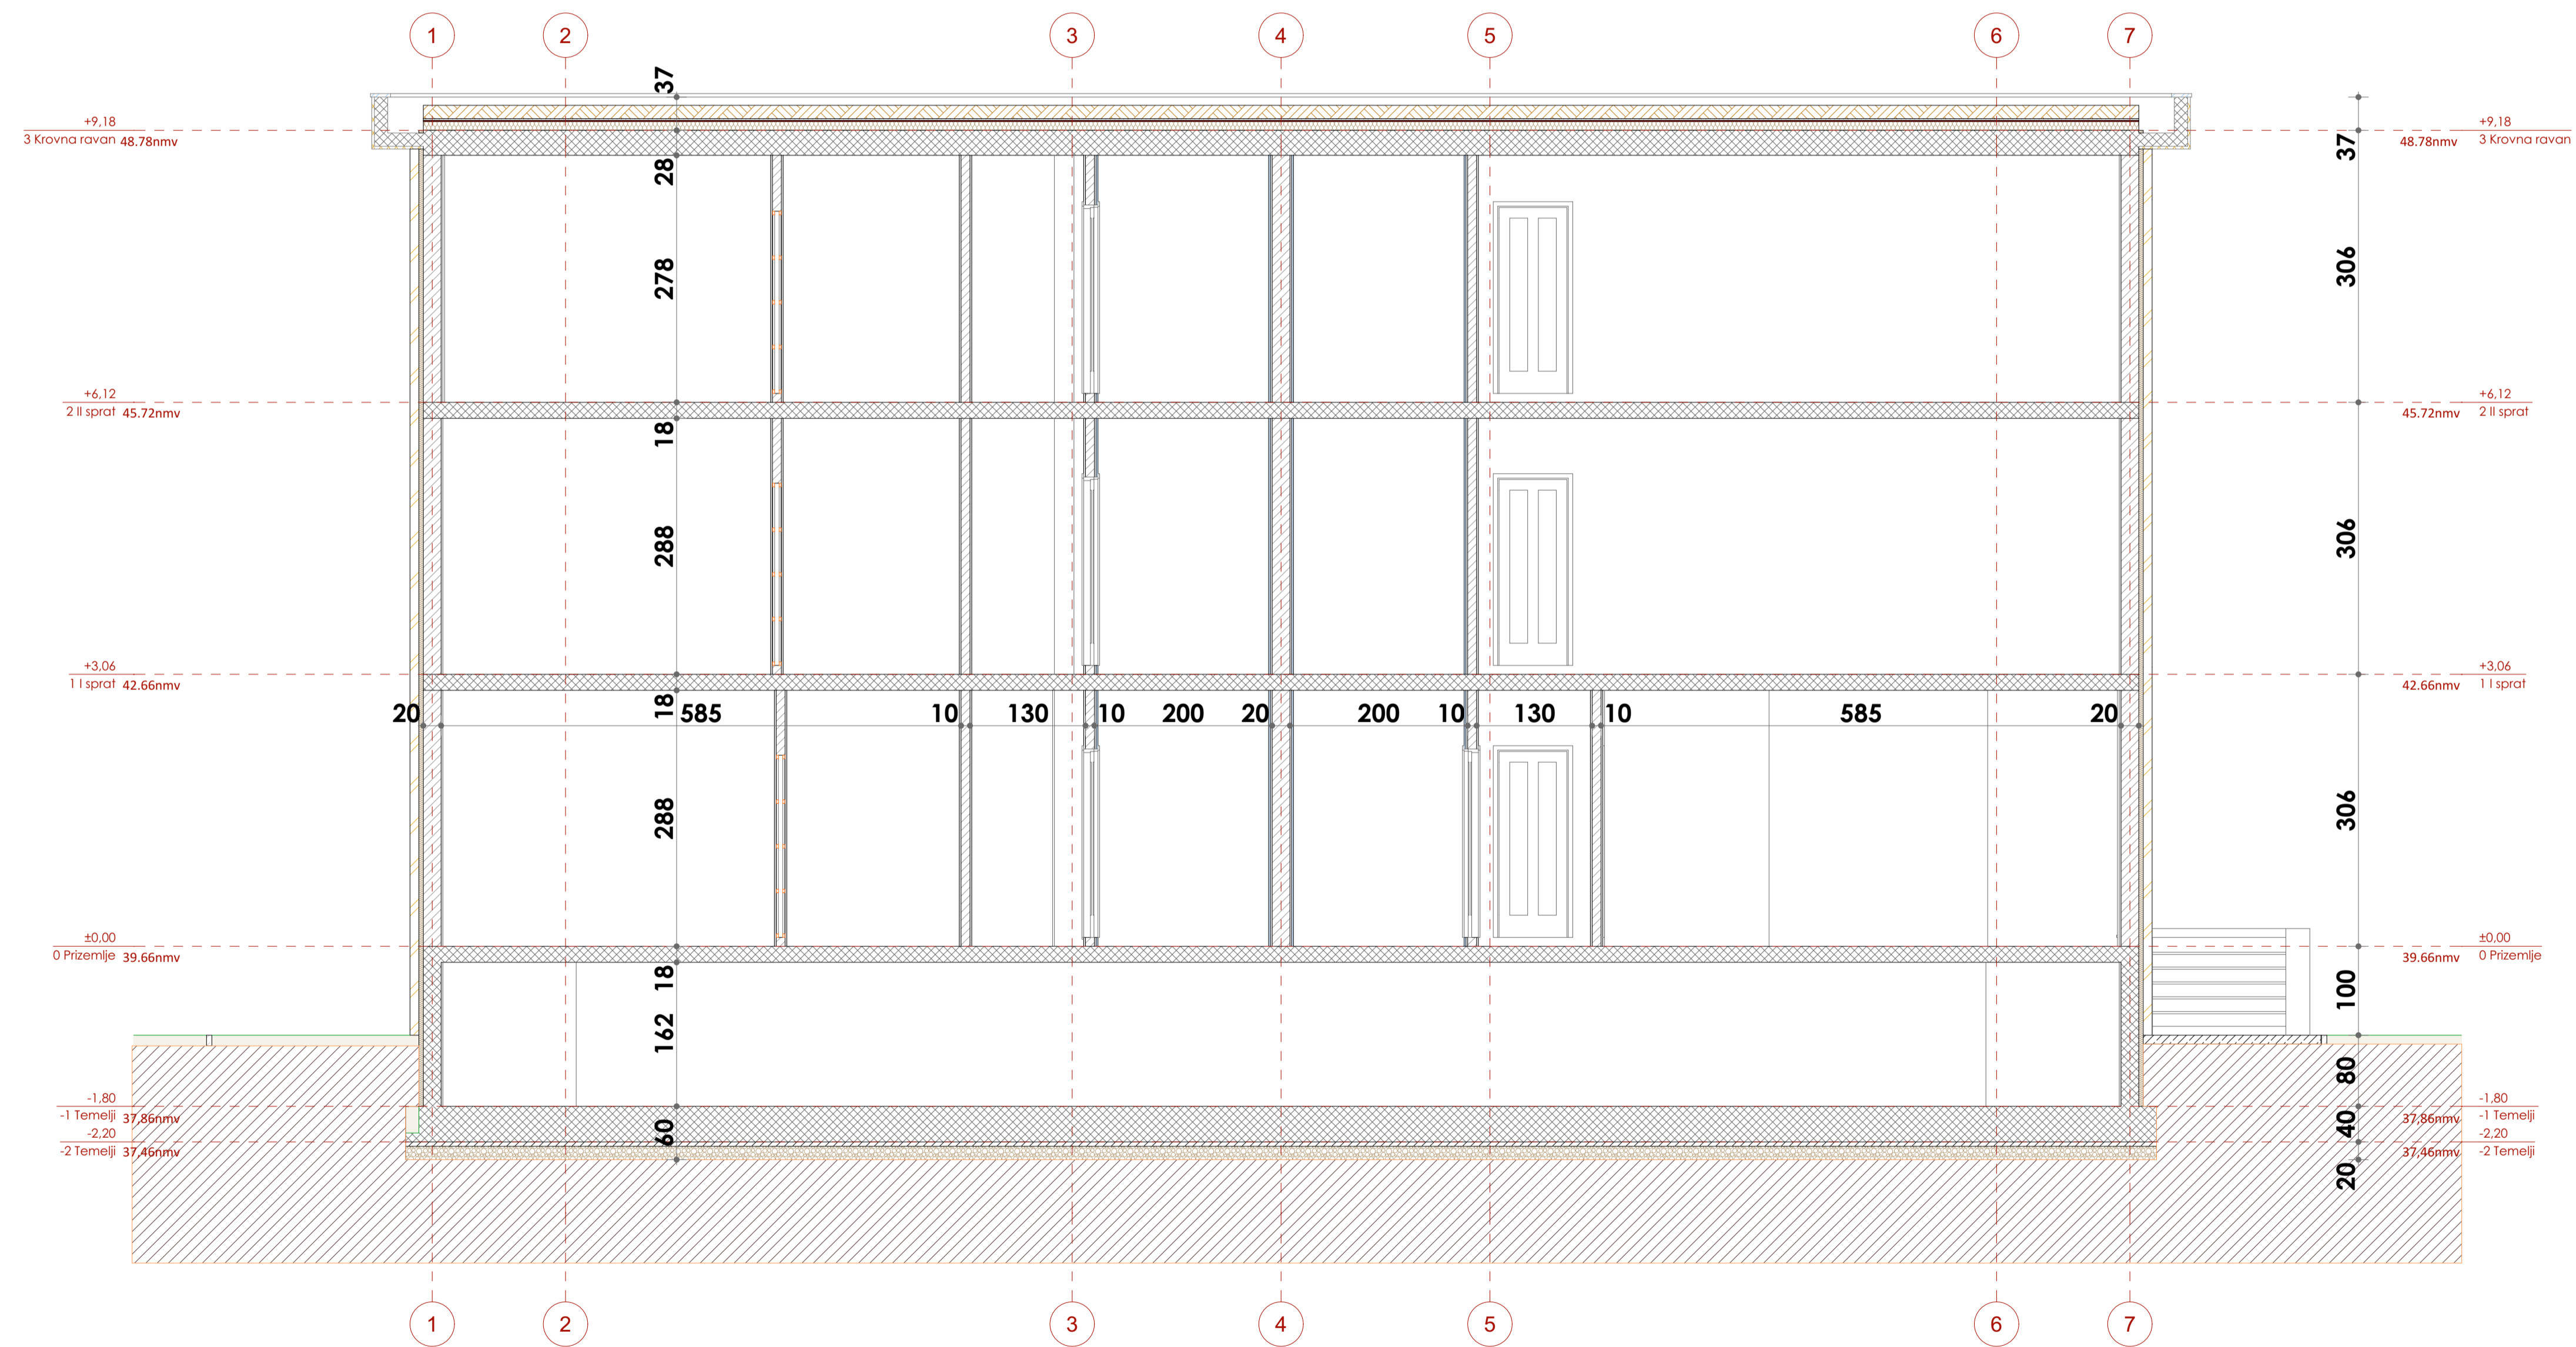 1 2 3 4 5 6 7
37
+9,18
3 Krovna ravan 48.78nmv
+9,18
48.78nmv 3 Krovna ravan
28
37
278
306
+6,12
2 II sprat 45.72nmv
+6,12
45.72nmv 2 II sprat
18
288
306
+3,06
1 I sprat 42.66nmv
+3,06
42.66nmv 1 I sprat
18
20 585 10 130 10 200 20 200 10 130 10 585 20
288
306
±0,00
0 Prizemlje 39.66nmv
±0,00
39.66nmv 0 Prizemlje
18
100
162
80
-1,80
-1 Temelji 37,86nmv
-1,80
37,86nmv -1 Temelji
60
40
-2,20
-2 Temelji 37,46nmv
-2,20
37,46nmv -2 Temelji
20
1 2 3 4 5 6 7